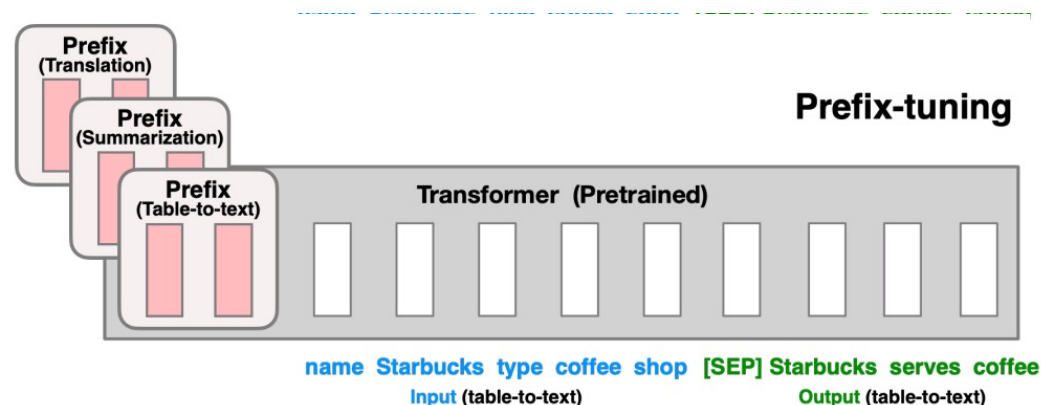 Prefix
(Translation)
Prefix
(Summarization)
Prefix
(Table-to-text)
Prefix-tuning
Transformer (Pretrained)
name Starbucks type coffee shop [SEP] Starbucks serves coffee
Input (table-to-text)
Output (table-to-text)